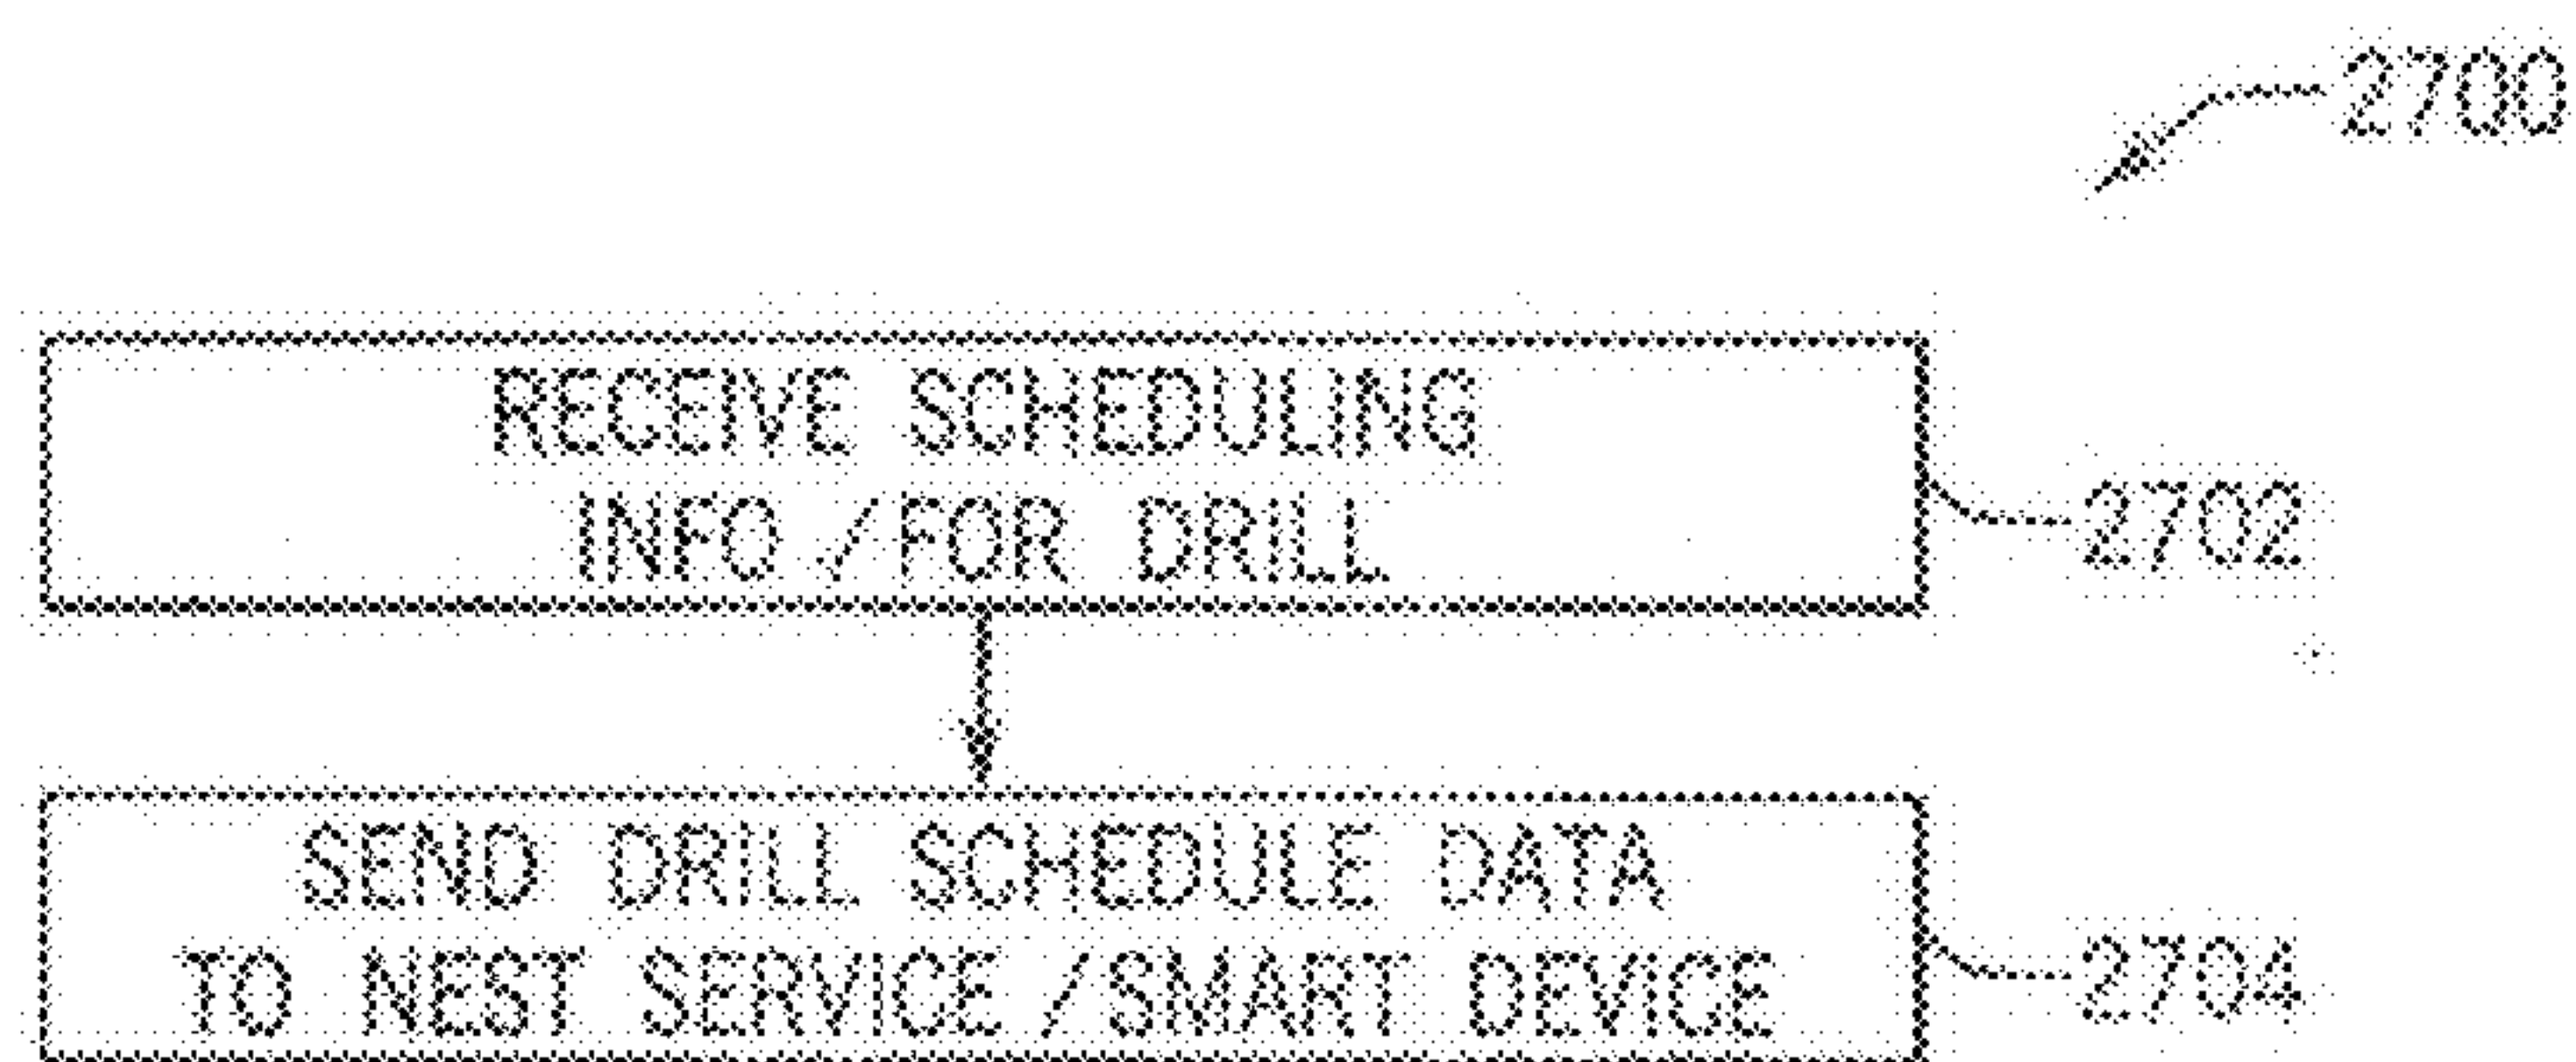 2700
RECEIVE SCHEDULING
INFO/FOR DRILL
2702
SEND DRILL SCHEDULE DATA
TO NEST SERVICE/SMART DEVICE
2704